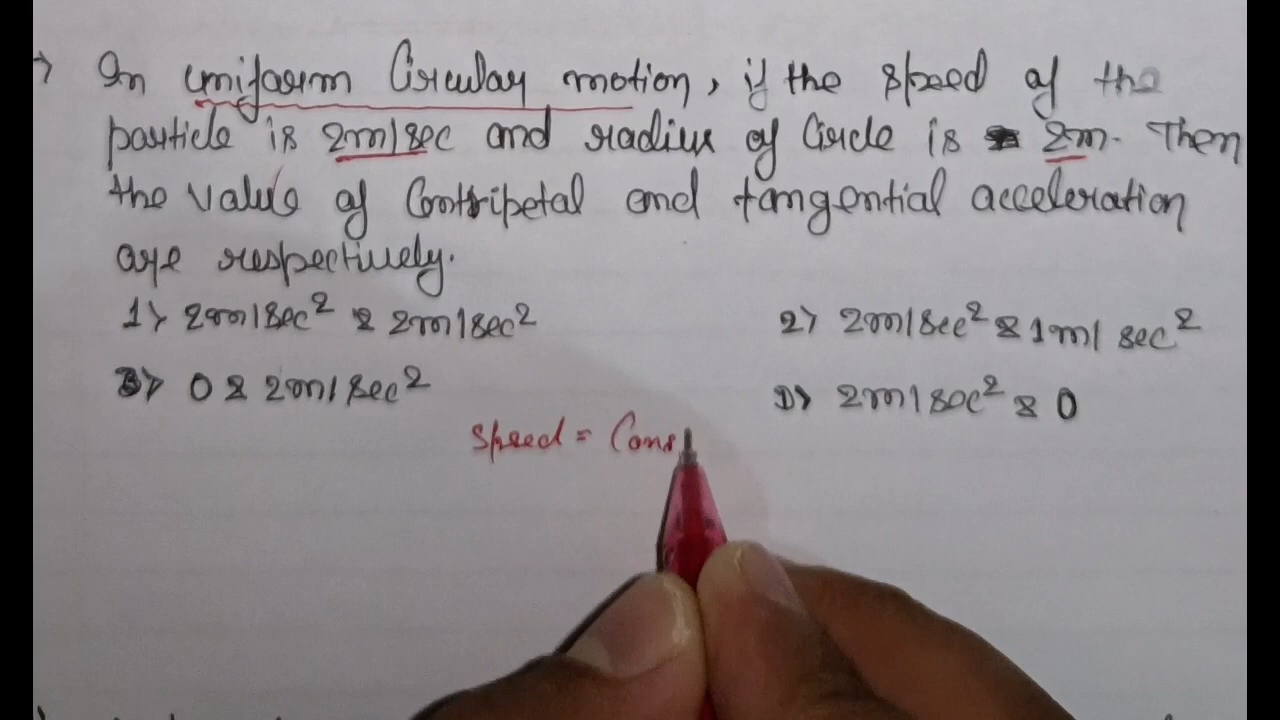 In uniform Circular motion, if the speed of the
particle is 2m/sec and radius of Circle is 2m. Then
the value of Centripetal and tangential acceleration
are respectively.
1> 2m/sec² & 2m/sec²
2> 2m/sec² & 1m/sec²
3> 0 & 2m/sec²
D> 2m/sec² & 0
Speed = Cons